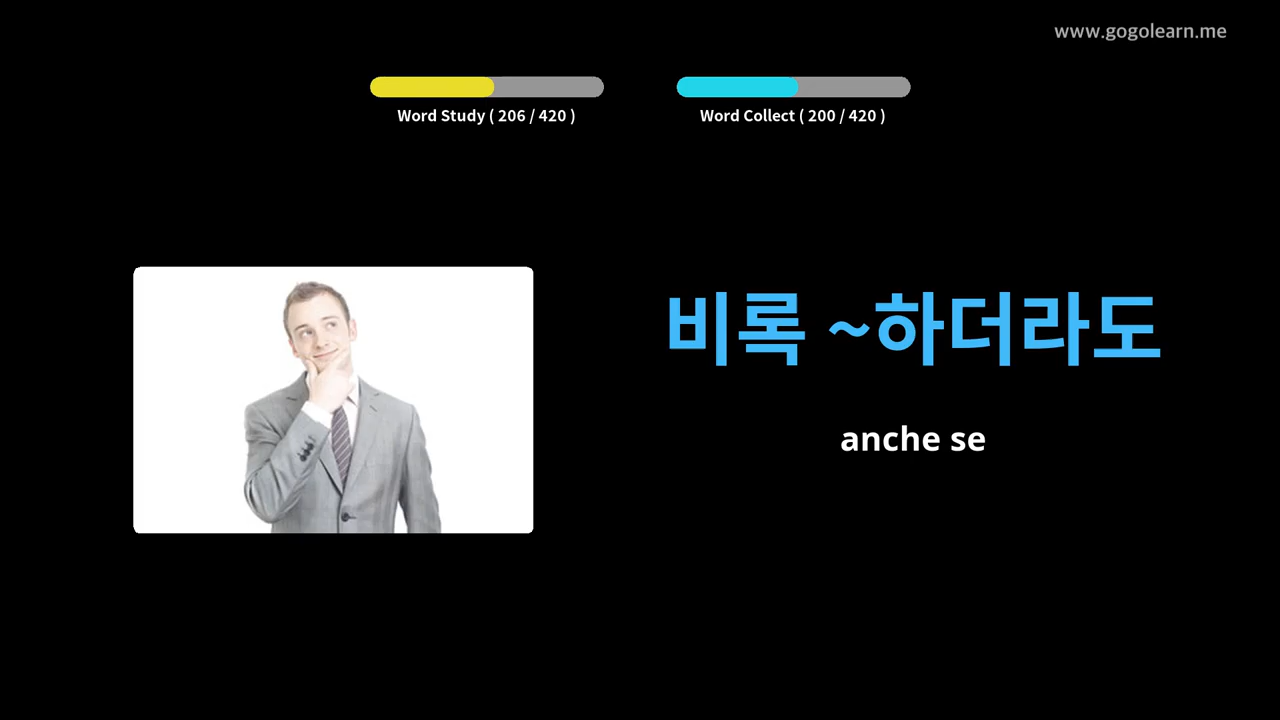 www.gogolearn.me
Word Study ( 206 / 420 )
Word Collect ( 200 / 420 )
비록 ~하더라도
anche se